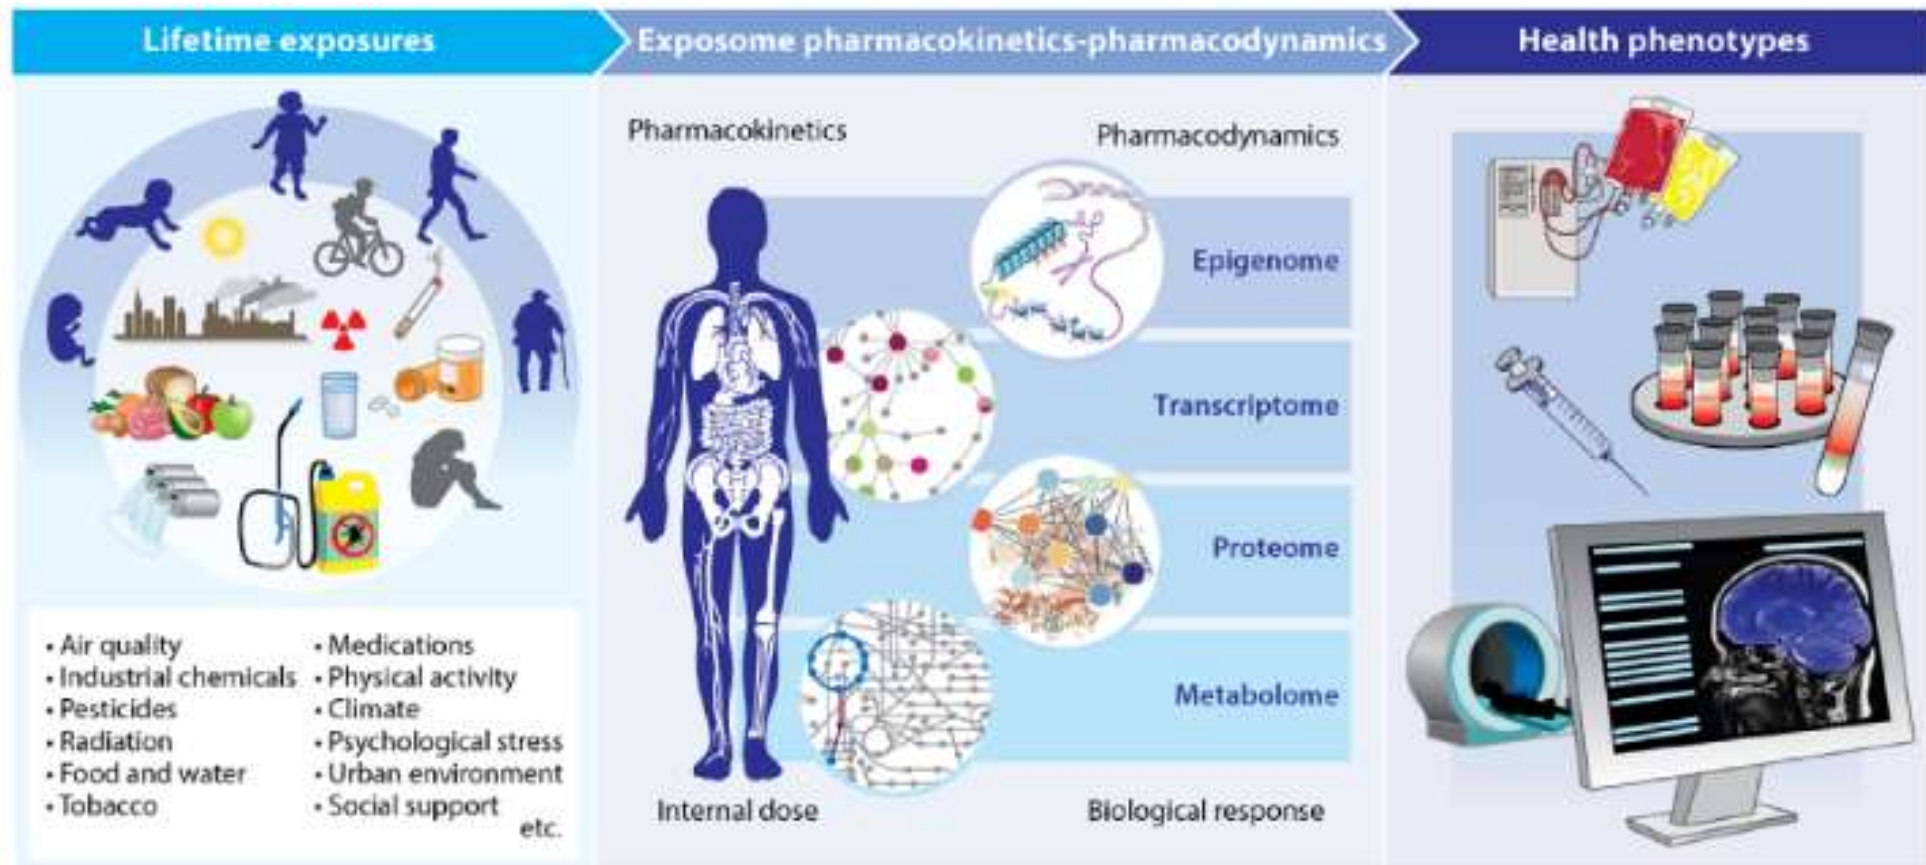 Lifetime exposures
Exposome pharmacokinetics-pharmacodynamics
Health phenotypes
• Air quality
• Industrial chemicals
• Pesticides
• Radiation
• Food and water
• Tobacco
• Medications
• Physical activity
• Climate
• Psychological stress
• Urban environment
• Social support
etc.
Pharmacokinetics
Pharmacodynamics
Epigenome
Transcriptome
Proteome
Metabolome
Internal dose
Biological response